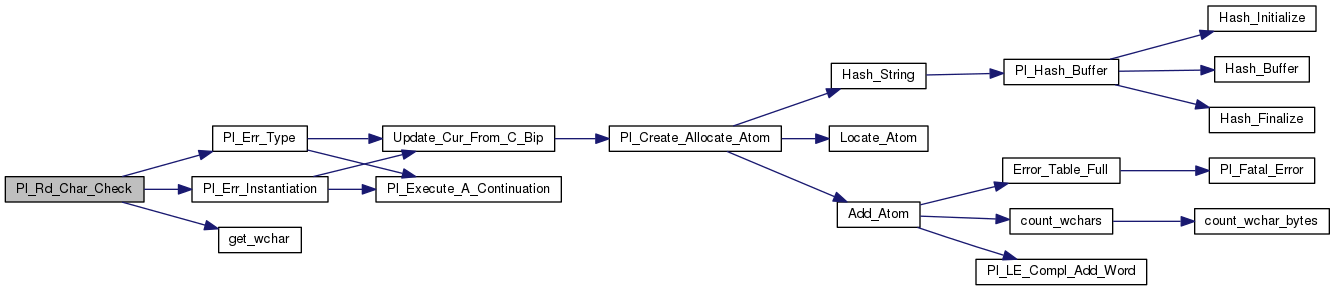 Pl_Rd_Char_Check
Pl_Err_Type
Pl_Err_Instantiation
get_wchar
Update_Cur_From_C_Bip
Pl_Execute_A_Continuation
Pl_Create_Allocate_Atom
Hash_String
Locate_Atom
Add_Atom
Pl_Hash_Buffer
Error_Table_Full
count_wchars
Pl_LE_Compl_Add_Word
Hash_Initialize
Hash_Buffer
Hash_Finalize
Pl_Fatal_Error
count_wchar_bytes